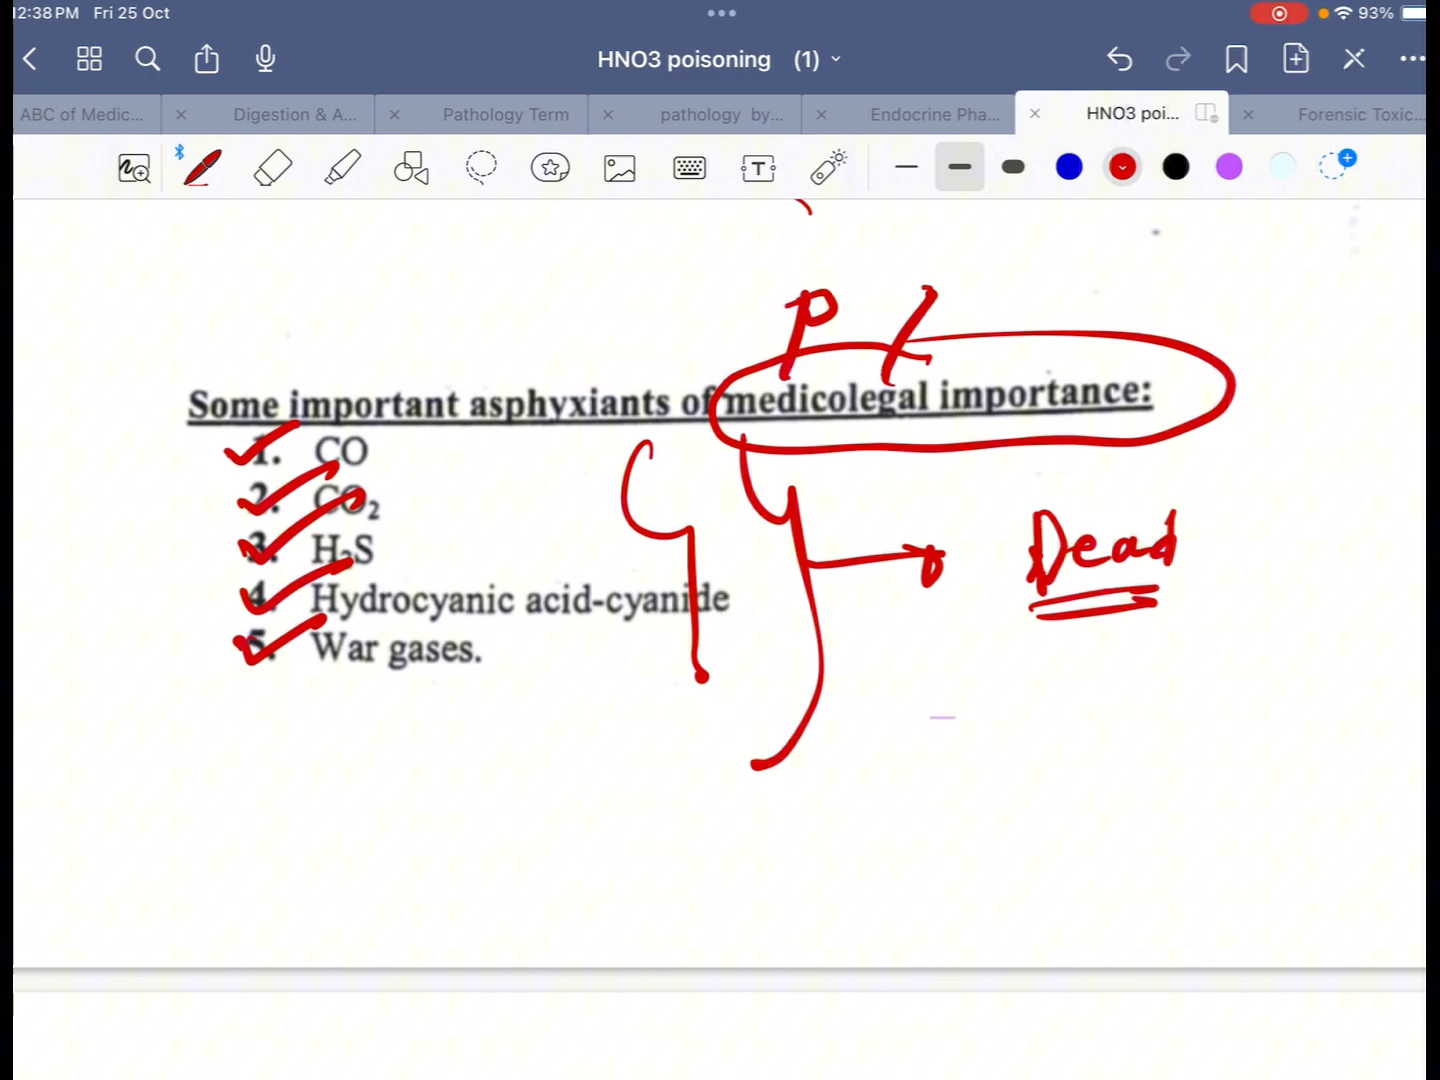 12:38 PM Fri 25 Oct 93%
HNO3 poisoning (1)
ABC of Medic... Digestion & A... Pathology Term pathology by... Endocrine Pha... HNO3 poi... Forensic Toxic...
P
Some important asphyxiants of medicolegal importance:
1. CO
2. CO₂
3. H₂S
4. Hydrocyanic acid-cyanide
5. War gases.
Dead